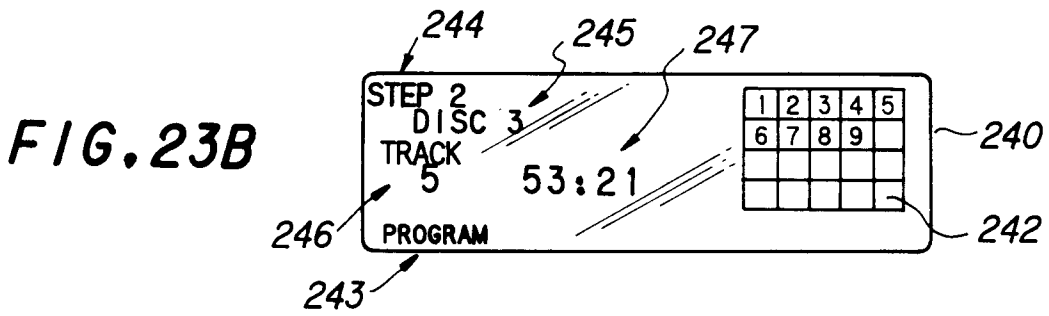 244 245 247
STEP 2
DISC 3
TRACK
5 53:21
PROGRAM
1 2 3 4 5
6 7 8 9
240
242
246
243
FIG.23B